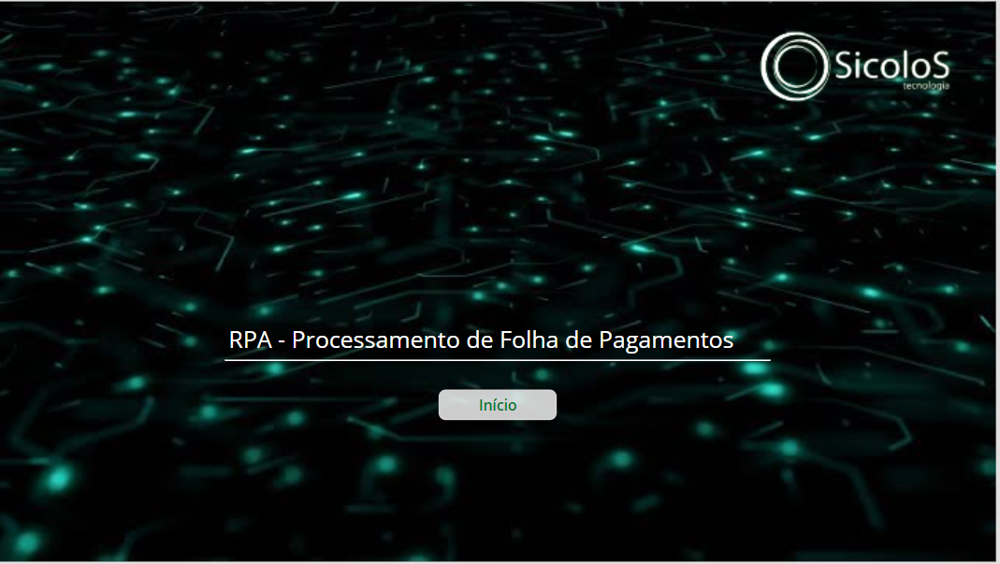 SicoloS
tecnologia
RPA - Processamento de Folha de Pagamentos
Início